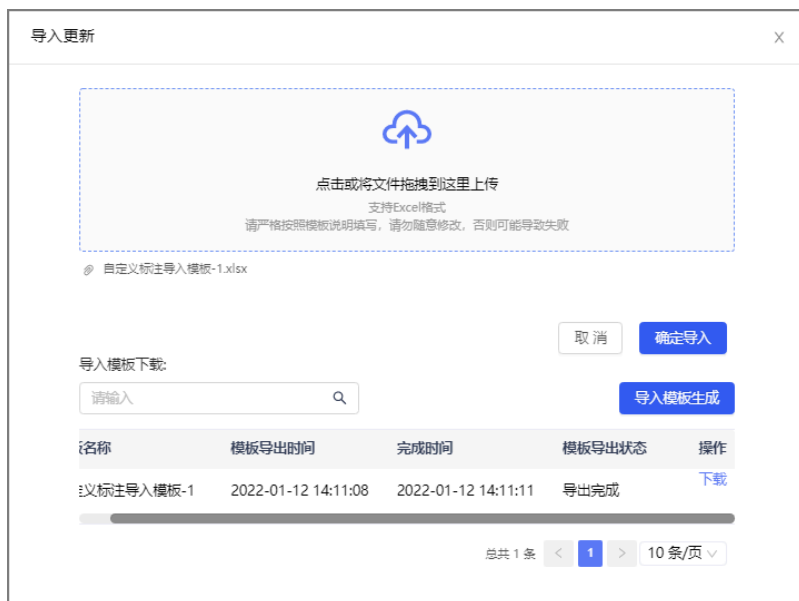 导入更新
X
点击或将文件拖拽到这里上传
支持Excel格式
请严格按照模板说明填写，请勿随意修改，否则可能导致失败
自定义标注导入模板-1.xlsx
取消 确定导入
导入模板下载:
请输入 导入模板生成
名称 模板导出时间 完成时间 模板导出状态 操作
义标注导入模板-1 2022-01-12 14:11:08 2022-01-12 14:11:11 导出完成 下载
总共 1 条 < 1 > 10 条/页